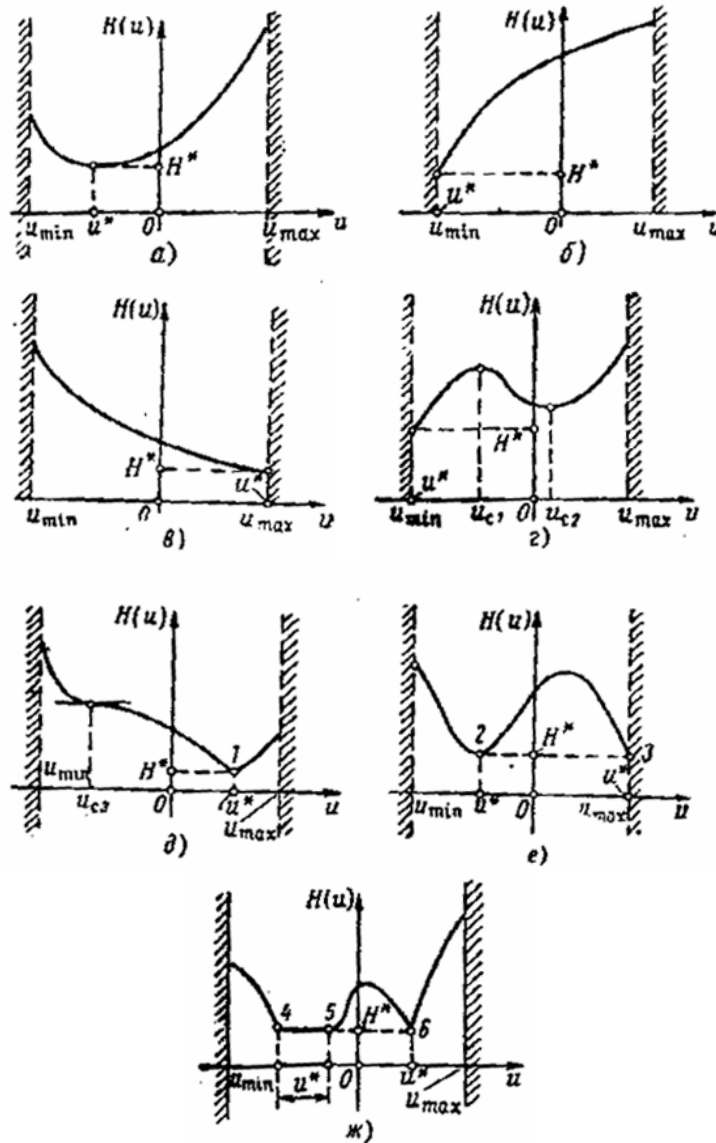 H(u)
H*
u_min u* 0 u_max u
а)
H(u)
H*
u*
u_min 0 u_max u
б)
H(u)
H*
u*
u_min 0 u_max u
в)
H(u)
H*
u*
u_min u_c1 0 u_c2 u_max u
г)
H(u)
1
H*
u_min
u_c3 0 u* u_max u
д)
H(u)
2 H* 3
u*
u_min u* 0 u_max u
е)
H(u)
4 5 H* 6
u_min u* 0 u* u_max u
ж)